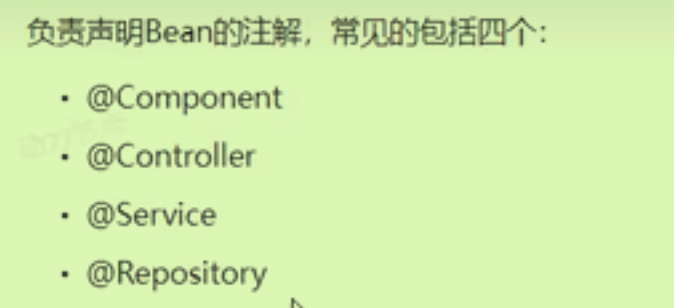 负责声明Bean的注解，常见的包括四个：
• @Component
• @Controller
• @Service
• @Repository